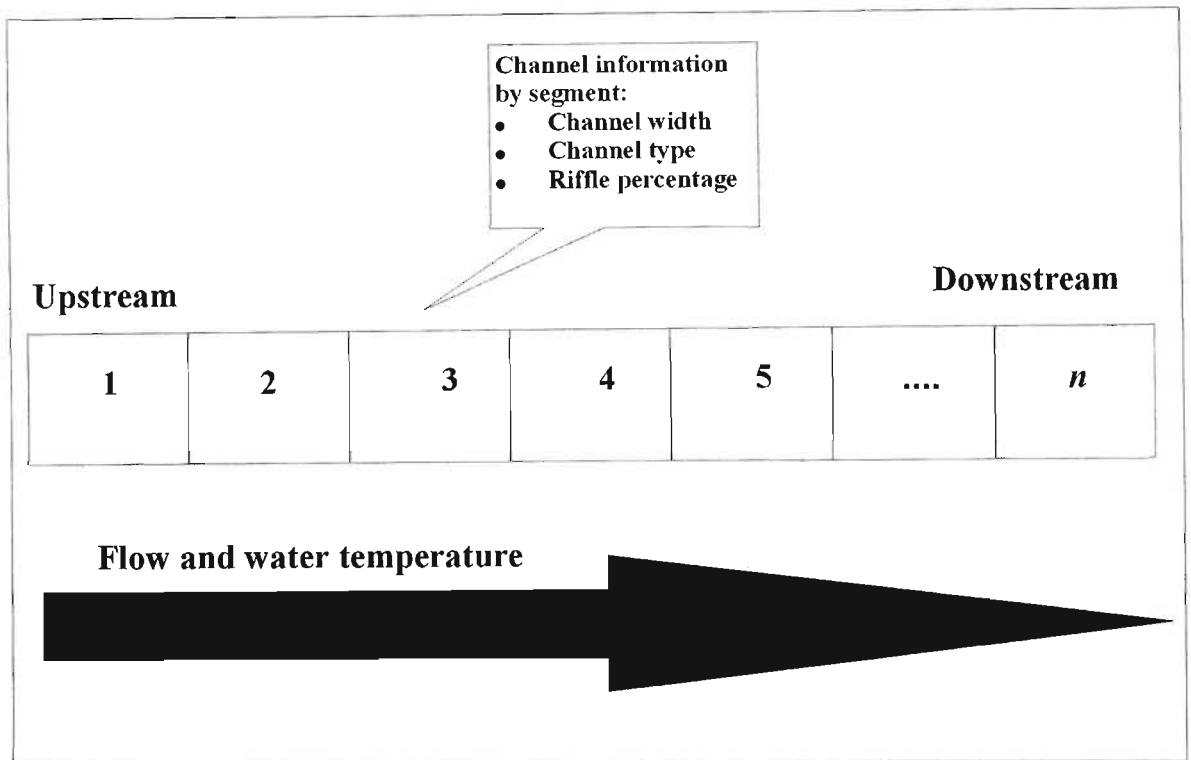 Channel information
by segment:
• Channel width
• Channel type
• Riffle percentage
Upstream
Downstream
1 2 3 4 5 .... n
Flow and water temperature